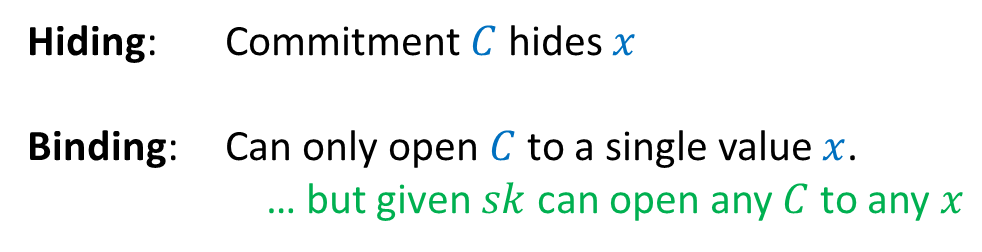 Hiding: Commitment C hides x
Binding: Can only open C to a single value x.
... but given sk can open any C to any x